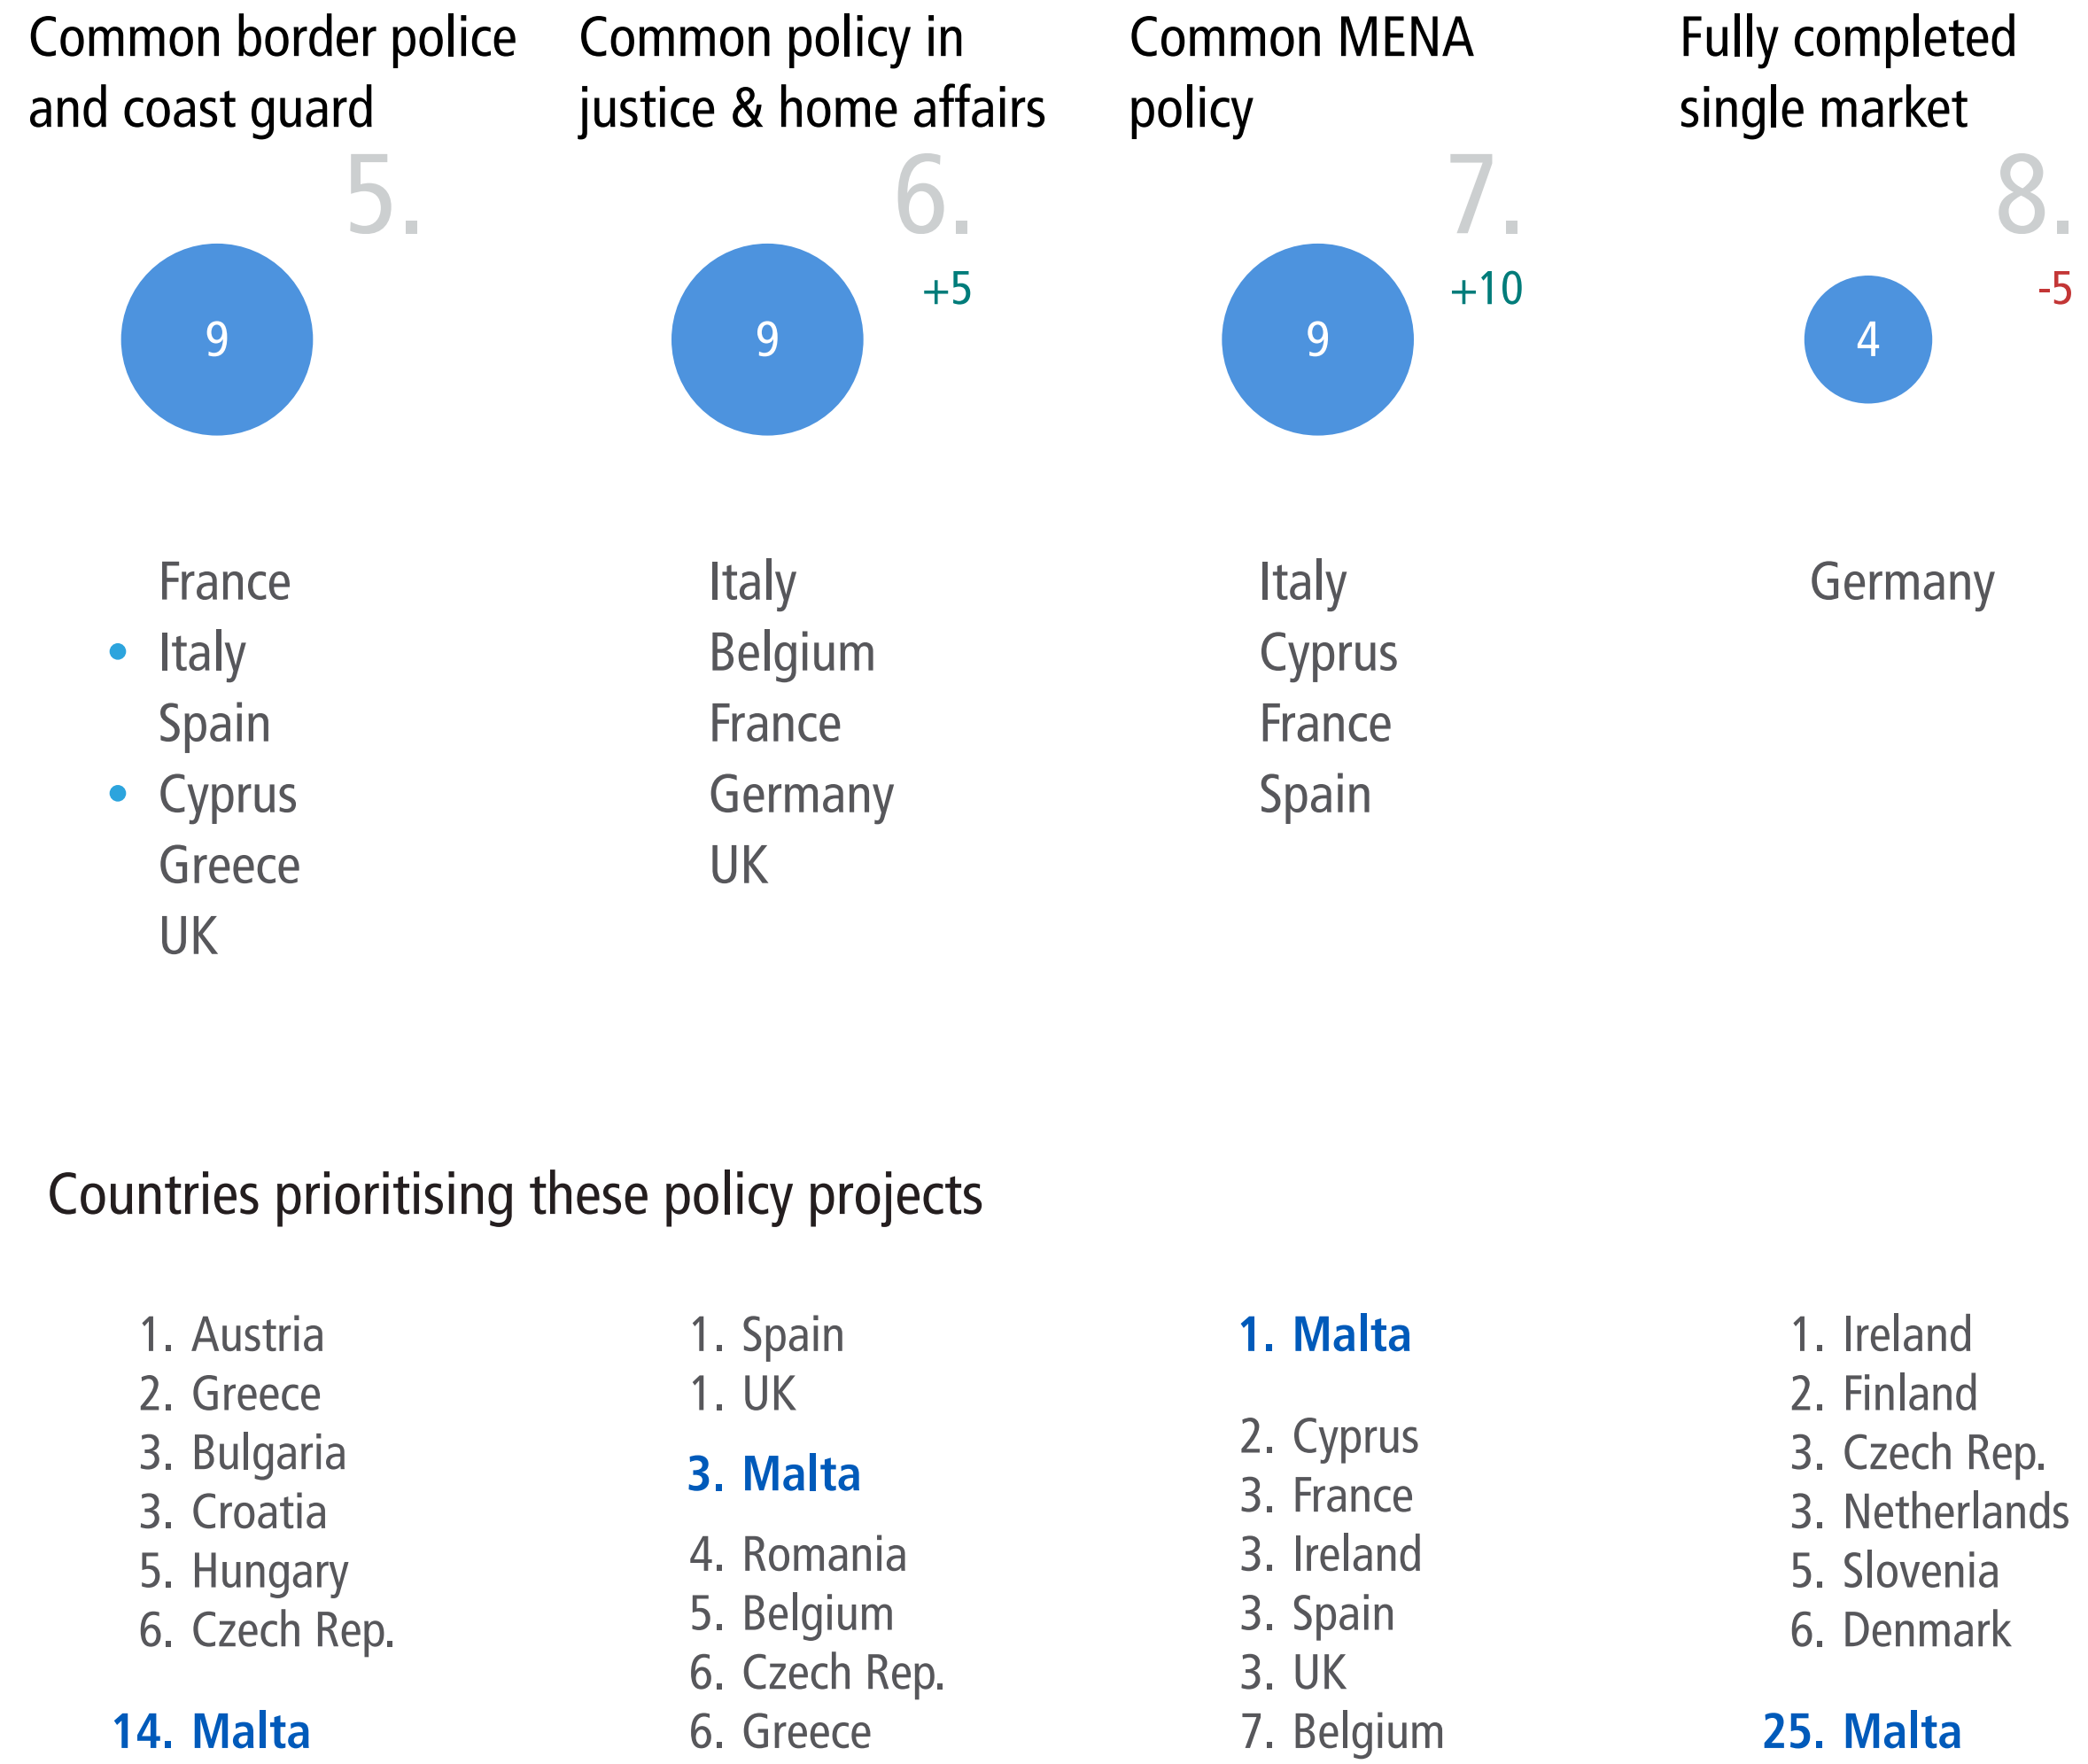 Common border police
and coast guard
5.
9
France
Italy
Spain
Cyprus
Greece
UK
Common policy in
justice & home affairs
6.
+5
9
Italy
Belgium
France
Germany
UK
Common MENA
policy
7.
+10
9
Italy
Cyprus
France
Spain
Fully completed
single market
8.
-5
4
Germany
Countries prioritising these policy projects
1. Austria
2. Greece
3. Bulgaria
3. Croatia
5. Hungary
6. Czech Rep.
14. Malta
1. Spain
1. UK
3. Malta
4. Romania
5. Belgium
6. Czech Rep.
6. Greece
1. Malta
2. Cyprus
3. France
3. Ireland
3. Spain
3. UK
7. Belgium
1. Ireland
2. Finland
3. Czech Rep.
3. Netherlands
5. Slovenia
6. Denmark
25. Malta